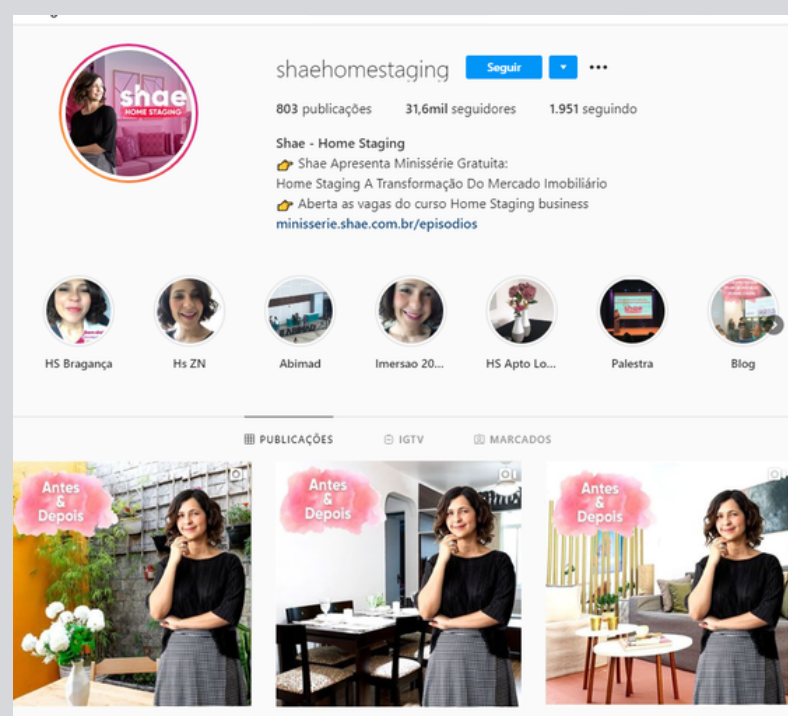 shaehomestaging Seguir
803 publicações 31,6mil seguidores 1.951 seguindo
shae
HOME STAGING
Shae - Home Staging
👉 Shae Apresenta Minissérie Gratuita:
Home Staging A Transformação Do Mercado Imobiliário
👉 Aberta as vagas do curso Home Staging business
minisserie.shae.com.br/episodios
HS Bragança Hs ZN Abimad Imersao 20... HS Apto Lo... Palestra Blog
PUBLICAÇÕES IGTV MARCADOS
Antes & Depois
Antes & Depois
Antes & Depois